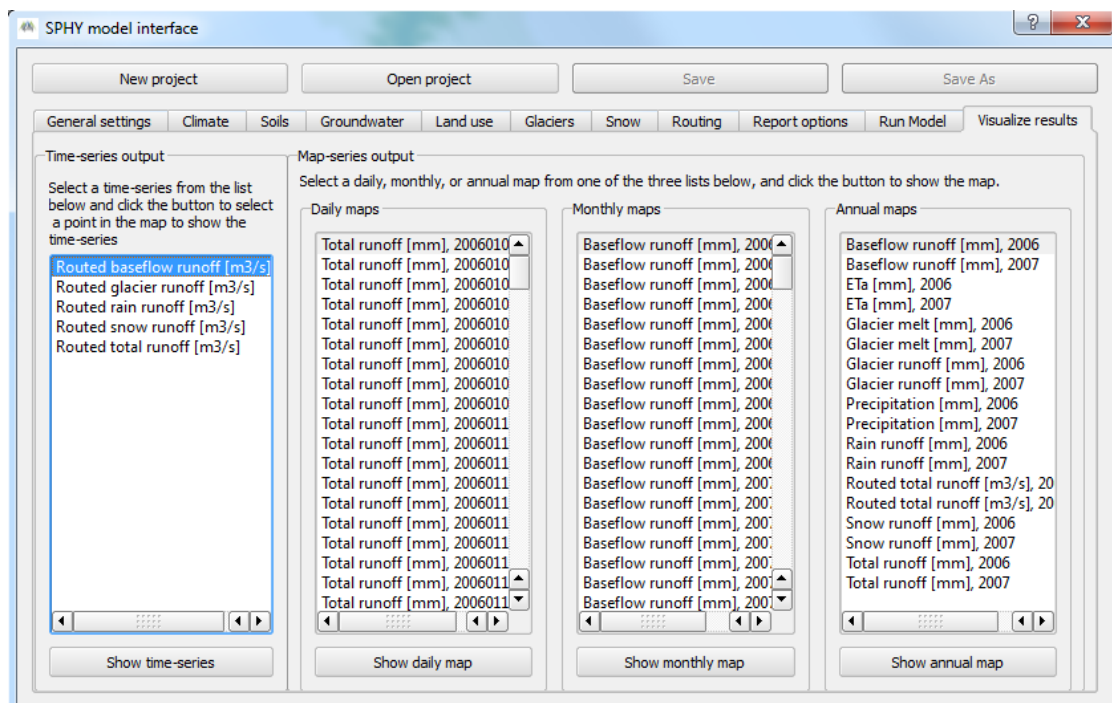 SPHY model interface
New project
Open project
Save
Save As
General settings
Climate
Soils
Groundwater
Land use
Glaciers
Snow
Routing
Report options
Run Model
Visualize results
Time-series output
Select a time-series from the list
below and click the button to select
a point in the map to show the
time-series
Routed baseflow runoff [m3/s]
Routed glacier runoff [m3/s]
Routed rain runoff [m3/s]
Routed snow runoff [m3/s]
Routed total runoff [m3/s]
Show time-series
Map-series output
Select a daily, monthly, or annual map from one of the three lists below, and click the button to show the map.
Daily maps
Total runoff [mm], 2006010
Total runoff [mm], 2006010
Total runoff [mm], 2006010
Total runoff [mm], 2006010
Total runoff [mm], 2006010
Total runoff [mm], 2006010
Total runoff [mm], 2006010
Total runoff [mm], 2006010
Total runoff [mm], 2006010
Total runoff [mm], 2006011
Total runoff [mm], 2006011
Total runoff [mm], 2006011
Total runoff [mm], 2006011
Total runoff [mm], 2006011
Total runoff [mm], 2006011
Total runoff [mm], 2006011
Total runoff [mm], 2006011
Total runoff [mm], 2006011
Total runoff [mm], 2006011
Show daily map
Monthly maps
Baseflow runoff [mm], 2006
Baseflow runoff [mm], 2006
Baseflow runoff [mm], 2006
Baseflow runoff [mm], 2006
Baseflow runoff [mm], 2006
Baseflow runoff [mm], 2006
Baseflow runoff [mm], 2006
Baseflow runoff [mm], 2006
Baseflow runoff [mm], 2006
Baseflow runoff [mm], 2006
Baseflow runoff [mm], 2006
Baseflow runoff [mm], 2006
Baseflow runoff [mm], 2007
Baseflow runoff [mm], 2007
Baseflow runoff [mm], 2007
Baseflow runoff [mm], 2007
Baseflow runoff [mm], 2007
Baseflow runoff [mm], 2007
Baseflow runoff [mm], 2007
Show monthly map
Annual maps
Baseflow runoff [mm], 2006
Baseflow runoff [mm], 2007
ETa [mm], 2006
ETa [mm], 2007
Glacier melt [mm], 2006
Glacier melt [mm], 2007
Glacier runoff [mm], 2006
Glacier runoff [mm], 2007
Precipitation [mm], 2006
Precipitation [mm], 2007
Rain runoff [mm], 2006
Rain runoff [mm], 2007
Routed total runoff [m3/s], 20
Routed total runoff [m3/s], 20
Snow runoff [mm], 2006
Snow runoff [mm], 2007
Total runoff [mm], 2006
Total runoff [mm], 2007
Show annual map